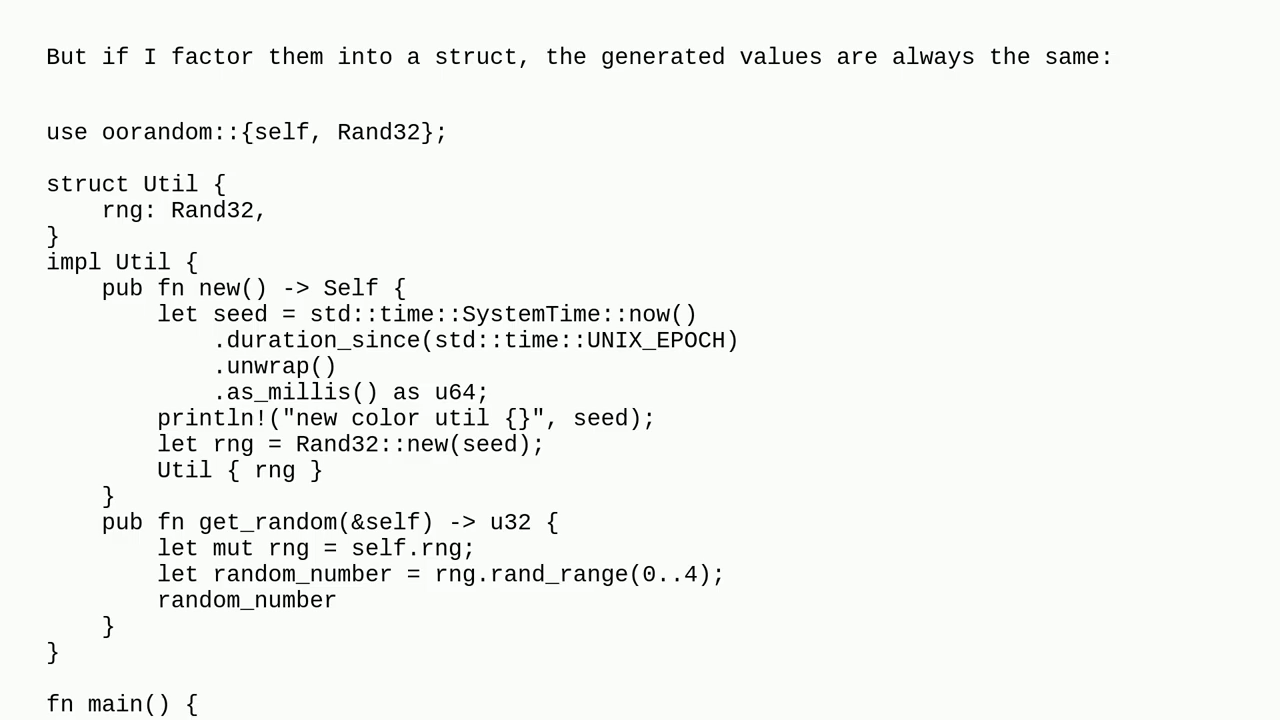 But if I factor them into a struct, the generated values are always the same:
use oorandom::{self, Rand32};
struct Util {
    rng: Rand32,
}
impl Util {
    pub fn new() -> Self {
        let seed = std::time::SystemTime::now()
            .duration_since(std::time::UNIX_EPOCH)
            .unwrap()
            .as_millis() as u64;
        println!("new color util {}", seed);
        let rng = Rand32::new(seed);
        Util { rng }
    }
    pub fn get_random(&self) -> u32 {
        let mut rng = self.rng;
        let random_number = rng.rand_range(0..4);
        random_number
    }
}
fn main() {